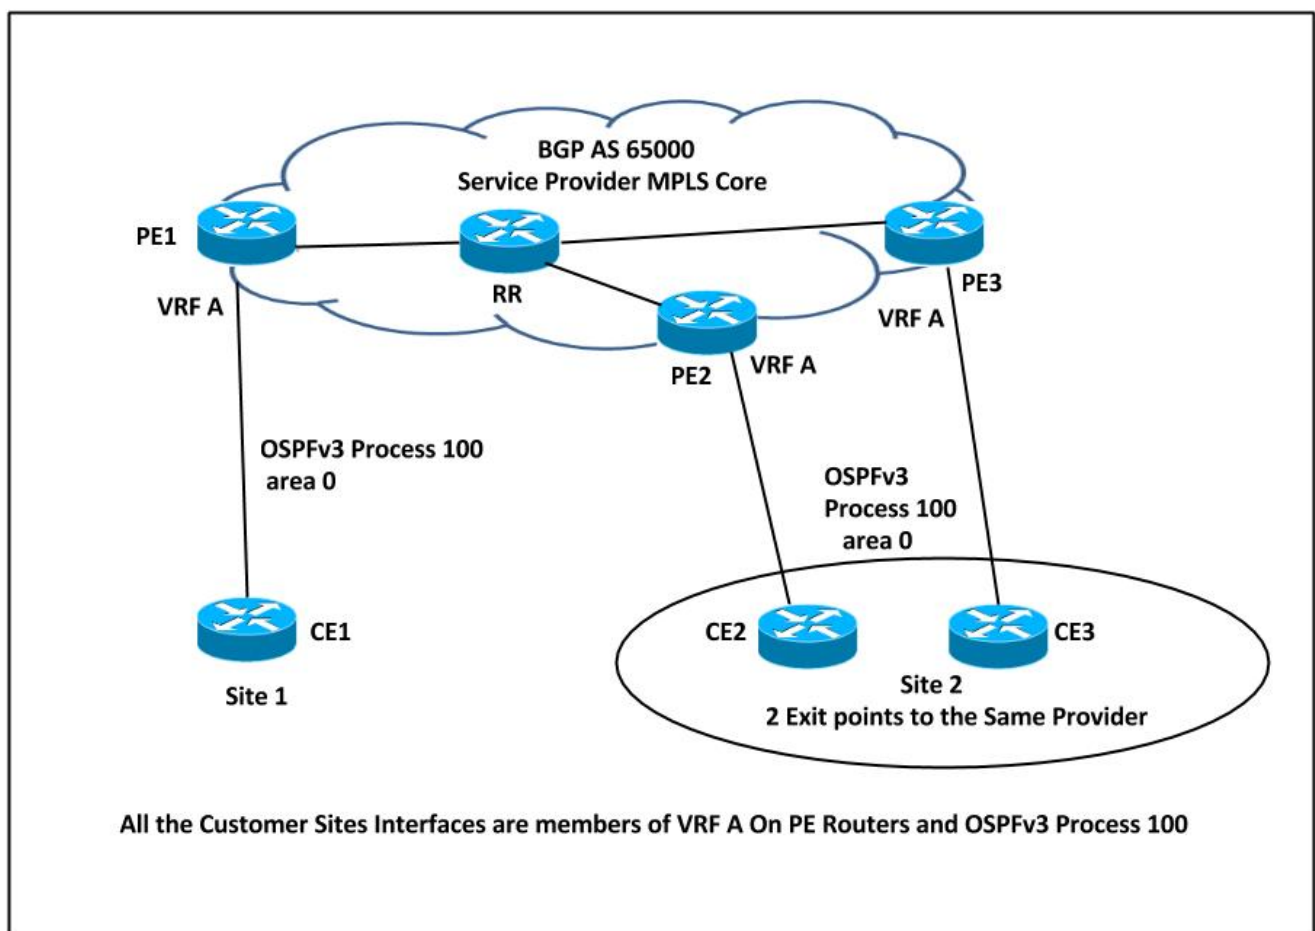 BGP AS 65000
Service Provider MPLS Core
PE1
RR
PE3
VRF A
VRF A
PE2
VRF A
OSPFv3 Process 100
area 0
OSPFv3
Process 100
area 0
CE1
CE2
CE3
Site 1
Site 2
2 Exit points to the Same Provider
All the Customer Sites Interfaces are members of VRF A On PE Routers and OSPFv3 Process 100